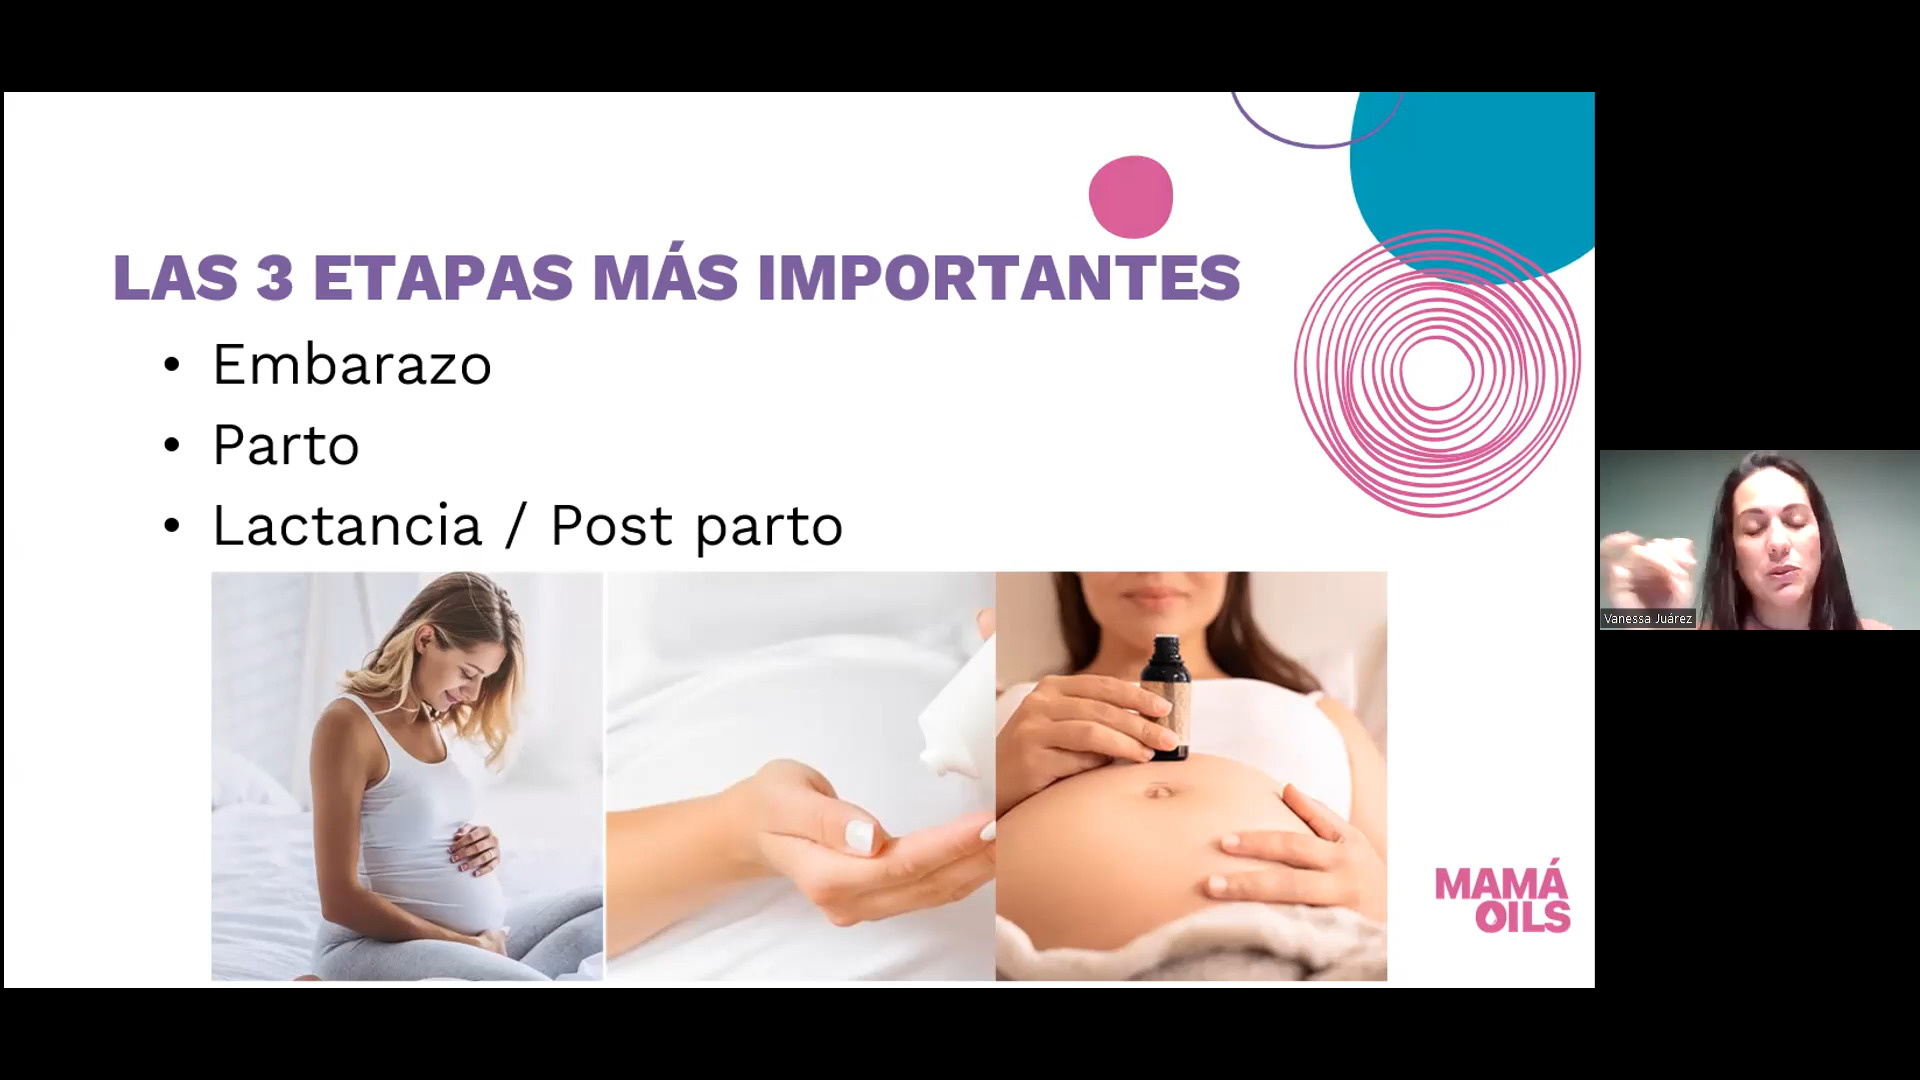 LAS 3 ETAPAS MÁS IMPORTANTES
• Embarazo
• Parto
• Lactancia / Post parto
MAMÁ
OILS
Vanessa Juárez